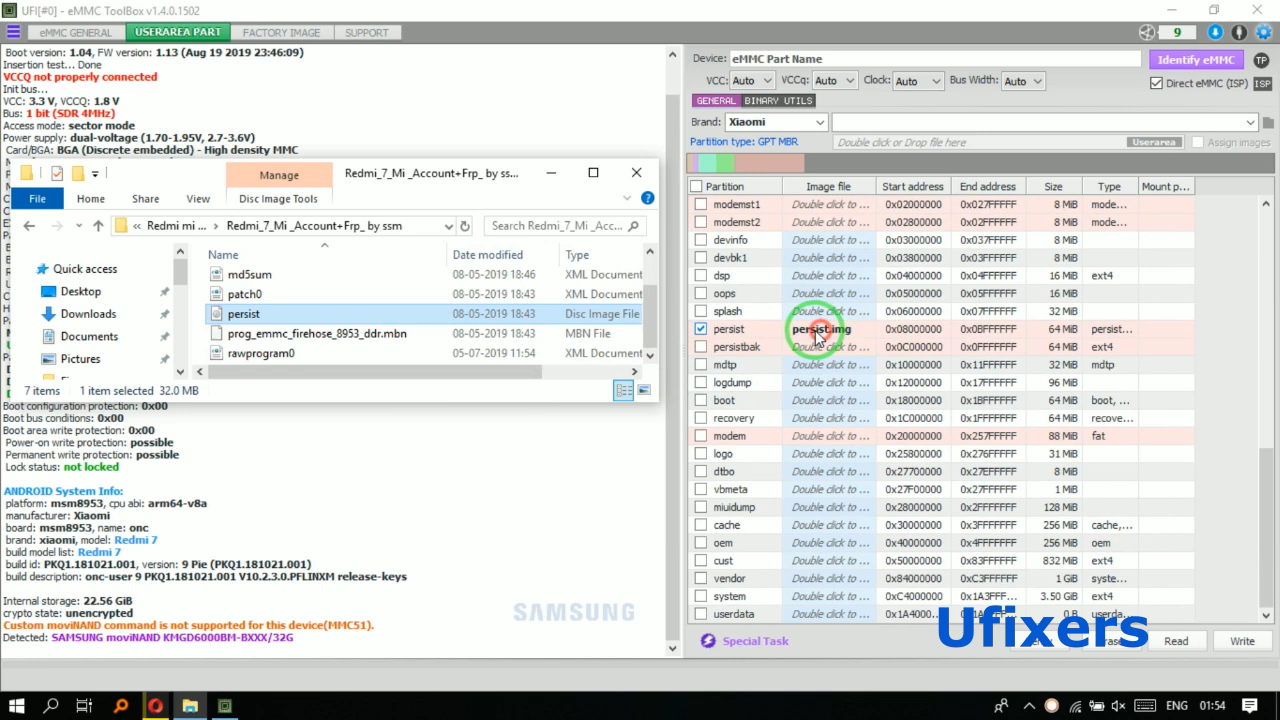 UFI[#0] - eMMC ToolBox v1.4.0.1502
eMMC GENERAL USERAREA PART FACTORY IMAGE SUPPORT 9
Boot version: 1.04, FW version: 1.13 (Aug 19 2019 23:46:09)
Insertion test... Done
VCCQ not properly connected
Init bus...
VCC: 3.3 V, VCCQ: 1.8 V
Bus: 1 bit (SDR 4MHz)
Access mode: sector mode
Power supply: dual-voltage (1.70-1.95V, 2.7-3.6V)
Card/BGA: BGA (Discrete embedded) - High density MMC
Manage
Redmi_7_Mi _Account+Frp_ by ss...
File Home Share View Disc Image Tools
« Redmi mi ... Redmi_7_Mi _Account+Frp_ by ssm
Search Redmi_7_Mi _Acc...
Quick access
Desktop
Downloads
Documents
Pictures
Name Date modified Type
md5sum 08-05-2019 18:46 XML Document
patch0 08-05-2019 18:43 XML Document
persist 08-05-2019 18:43 Disc Image File
prog_emmc_firehose_8953_ddr.mbn 08-05-2019 18:43 MBN File
rawprogram0 05-07-2019 11:54 XML Document
7 items 1 item selected 32.0 MB
Boot configuration protection: 0x00
Boot bus conditions: 0x00
Boot area write protection: 0x00
Power-on write protection: possible
Permanent write protection: possible
Lock status: not locked
ANDROID System Info:
platform: msm8953, cpu abi: arm64-v8a
manufacturer: Xiaomi
board: msm8953, name: onc
brand: xiaomi, model: Redmi 7
build model list: Redmi 7
build id: PKQ1.181021.001, version: 9 Pie (PKQ1.181021.001)
build description: onc-user 9 PKQ1.181021.001 V10.2.3.0.PFLINXM release-keys
Internal storage: 22.56 GiB
crypto state: unencrypted
Custom moviNAND command is not supported for this device(MMC51).
Detected: SAMSUNG moviNAND KMGD6000BM-BXXX/32G
SAMSUNG
Device: eMMC Part Name Identify eMMC TP
VCC: Auto VCCq: Auto Clock: Auto Bus Width: Auto Direct eMMC (ISP) ISP
GENERAL BINARY UTILS
Brand: Xiaomi
Partition type: GPT MBR Double click or Drop file here Userarea Assign images
Partition Image file Start address End address Size Type Mount p...
modemst1 Double click to ... 0x02000000 0x027FFFFF 8 MiB mode...
modemst2 Double click to ... 0x02800000 0x02FFFFFF 8 MiB mode...
devinfo Double click to ... 0x03000000 0x037FFFFF 8 MiB
devbk1 Double click to ... 0x03800000 0x03FFFFFF 8 MiB
dsp Double click to ... 0x04000000 0x04FFFFFF 16 MiB ext4
oops Double click to ... 0x05000000 0x05FFFFFF 16 MiB
splash Double click to ... 0x06000000 0x07FFFFFF 32 MiB
persist persist.img 0x08000000 0x0BFFFFFF 64 MiB persist...
persistbak Double click to ... 0x0C000000 0x0FFFFFFF 64 MiB ext4
mdtp Double click to ... 0x10000000 0x11FFFFFF 32 MiB mdtp
logdump Double click to ... 0x12000000 0x17FFFFFF 96 MiB
boot Double click to ... 0x18000000 0x1BFFFFFF 64 MiB boot, ...
recovery Double click to ... 0x1C000000 0x1FFFFFFF 64 MiB recove...
modem Double click to ... 0x20000000 0x257FFFFF 88 MiB fat
logo Double click to ... 0x25800000 0x276FFFFF 31 MiB
dtbo Double click to ... 0x27700000 0x27EFFFFF 8 MiB
vbmeta Double click to ... 0x27F00000 0x27FFFFFF 1 MiB
miuidump Double click to ... 0x28000000 0x2FFFFFFF 128 MiB
cache Double click to ... 0x30000000 0x3FFFFFFF 256 MiB cache,...
oem Double click to ... 0x40000000 0x4FFFFFFF 256 MiB oem
cust Double click to ... 0x50000000 0x83FFFFFF 832 MiB ext4
vendor Double click to ... 0x84000000 0xC3FFFFFF 1 GiB syste...
system Double click to ... 0xC4000000 0x1A3FFF... 3.50 GiB ext4
userdata Double click to ... 0x1A4000... 0 B userda...
Ufixers
Special Task Read Write
ENG 01:54